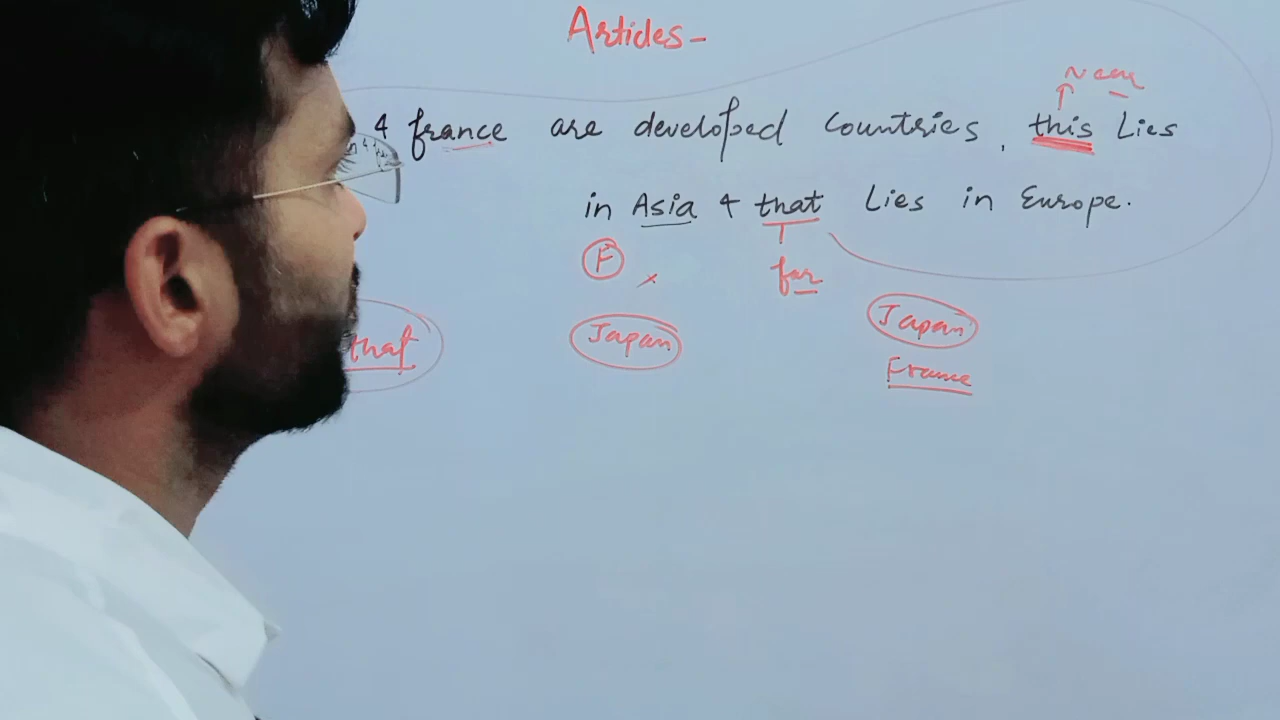 Articles -
Near
& france are developed countries, this Lies
in Asia & that Lies in Europe.
F
×
far
that
Japan
Japan
France